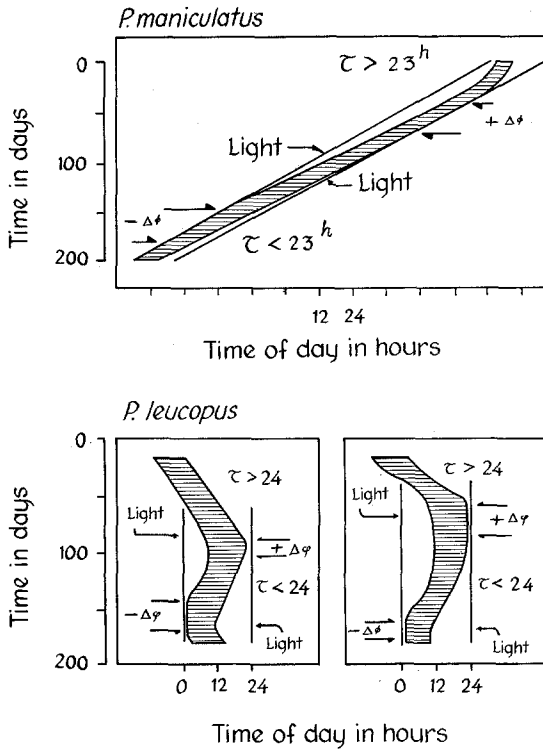 P. maniculatus
0
100
200
Time in days
τ > 23 h
+ Δϕ
Light
Light
− Δϕ
τ < 23 h
12 24
Time of day in hours
P. leucopus
0
100
200
Time in days
τ > 24
Light
+ Δφ
τ < 24
− Δφ
Light
0 12 24
τ > 24
Light
+ Δφ
τ < 24
− Δϕ
Light
0 12 24
Time of day in hours